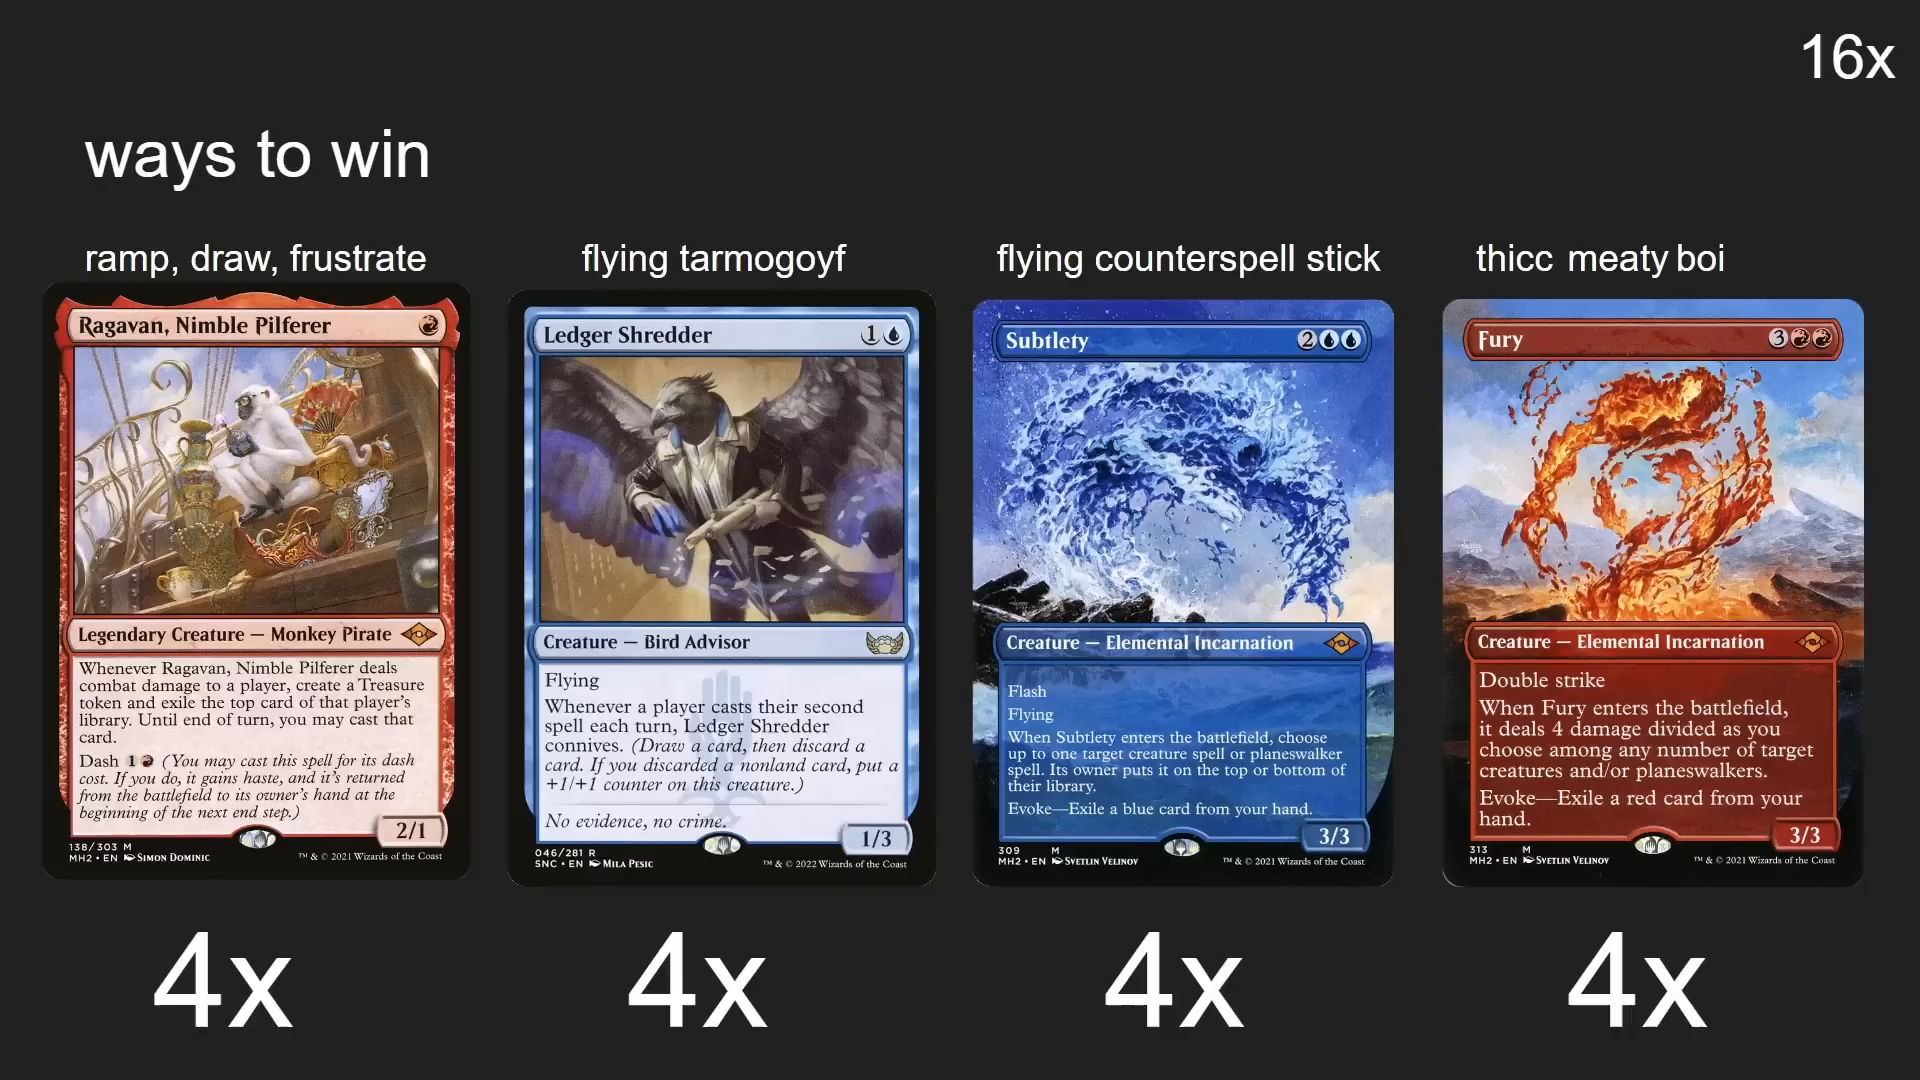 16x
ways to win
ramp, draw, frustrate
flying tarmogoyf
flying counterspell stick
thicc meaty boi
Ragavan, Nimble Pilferer
Legendary Creature — Monkey Pirate
Whenever Ragavan, Nimble Pilferer deals
combat damage to a player, create a Treasure
token and exile the top card of that player's
library. Until end of turn, you may cast that
card.
Dash 1 (You may cast this spell for its dash
cost. If you do, it gains haste, and it's returned
from the battlefield to its owner's hand at the
beginning of the next end step.)
2/1
138/303 M
MH2 • EN Simon Dominic
™ & © 2021 Wizards of the Coast
Ledger Shredder
1
Creature — Bird Advisor
Flying
Whenever a player casts their second
spell each turn, Ledger Shredder
connives. (Draw a card, then discard a
card. If you discarded a nonland card, put a
+1/+1 counter on this creature.)
No evidence, no crime.
1/3
046/281 R
SNC • EN Mila Pesic
™ & © 2022 Wizards of the Coast
Subtlety
2
Creature — Elemental Incarnation
Flash
Flying
When Subtlety enters the battlefield, choose
up to one target creature spell or planeswalker
spell. Its owner puts it on the top or bottom of
their library.
Evoke—Exile a blue card from your hand.
3/3
309 M
MH2 • EN Svetlin Velinov
™ & © 2021 Wizards of the Coast
Fury
3
Creature — Elemental Incarnation
Double strike
When Fury enters the battlefield,
it deals 4 damage divided as you
choose among any number of target
creatures and/or planeswalkers.
Evoke—Exile a red card from your
hand.
3/3
313 M
MH2 • EN Svetlin Velinov
™ & © 2021 Wizards of the Coast
4x
4x
4x
4x